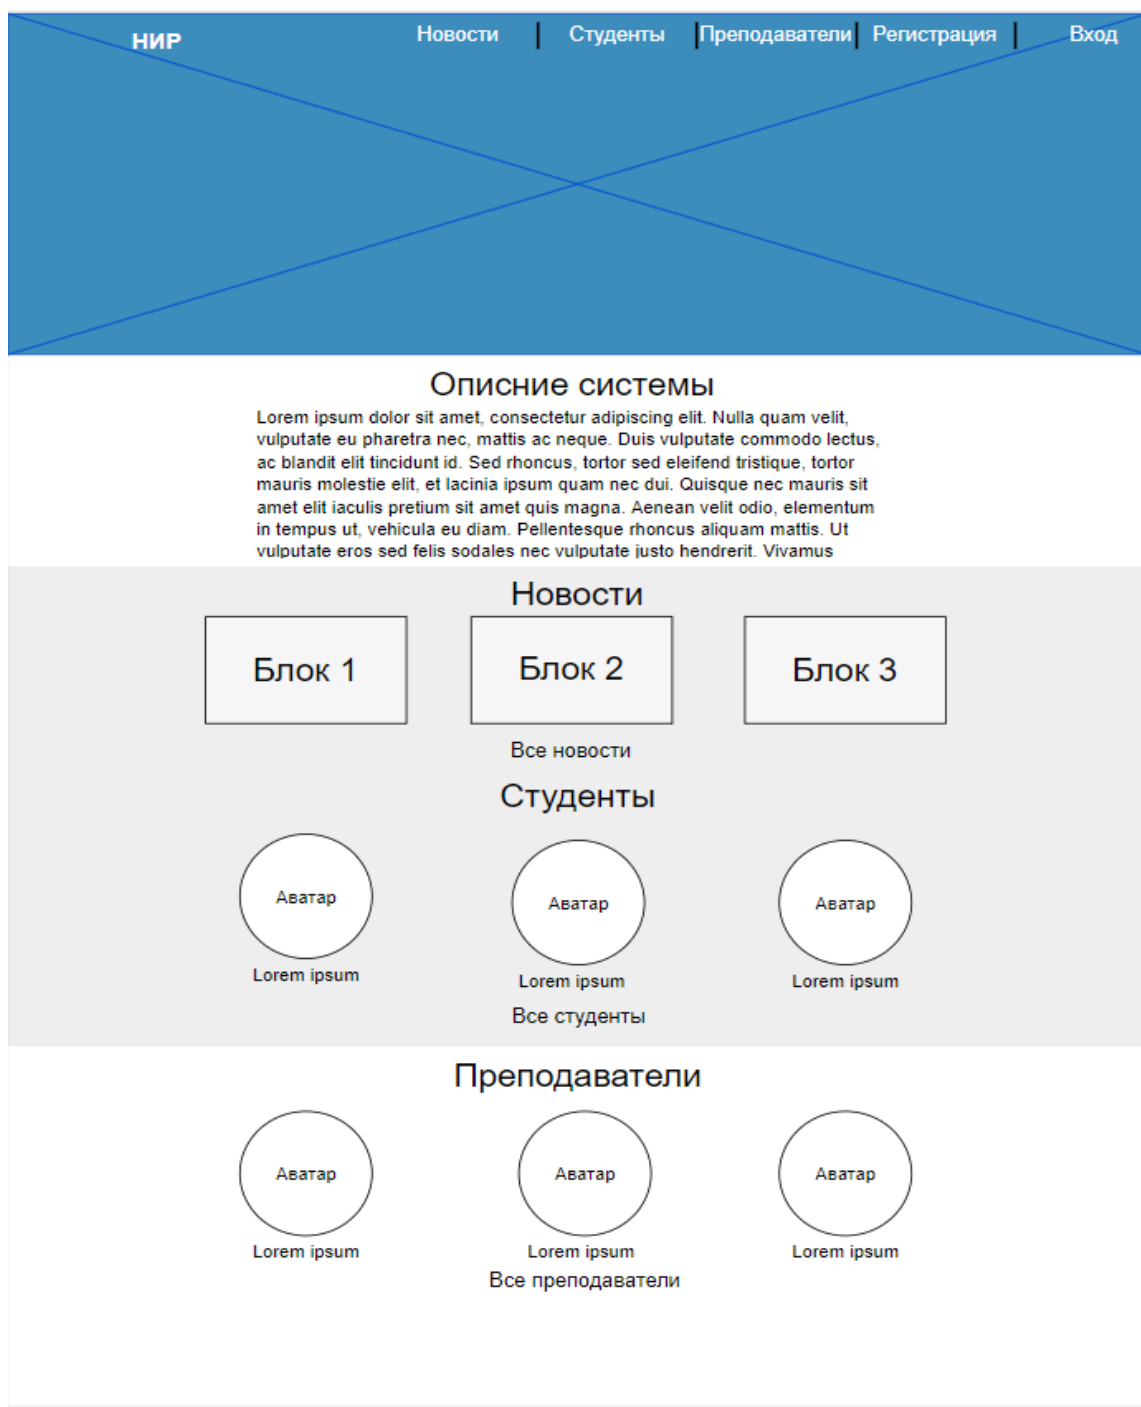 НИР
Новости Студенты Преподаватели Регистрация Вход
Описние системы
Lorem ipsum dolor sit amet, consectetur adipiscing elit. Nulla quam velit,
vulputate eu pharetra nec, mattis ac neque. Duis vulputate commodo lectus,
ac blandit elit tincidunt id. Sed rhoncus, tortor sed eleifend tristique, tortor
mauris molestie elit, et lacinia ipsum quam nec dui. Quisque nec mauris sit
amet elit iaculis pretium sit amet quis magna. Aenean velit odio, elementum
in tempus ut, vehicula eu diam. Pellentesque rhoncus aliquam mattis. Ut
vulputate eros sed felis sodales nec vulputate justo hendrerit. Vivamus
Новости
Блок 1 Блок 2 Блок 3
Все новости
Студенты
Аватар Аватар Аватар
Lorem ipsum Lorem ipsum Lorem ipsum
Все студенты
Преподаватели
Аватар Аватар Аватар
Lorem ipsum Lorem ipsum Lorem ipsum
Все преподаватели